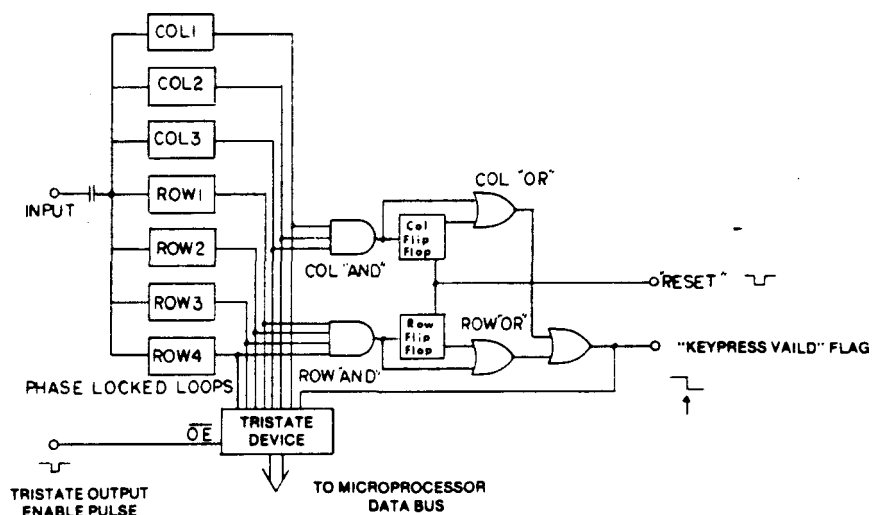 COL1
COL2
COL3
INPUT
ROW1
ROW2
ROW3
ROW4
PHASE LOCKED LOOPS
COL "AND"
Col
Flip
Flop
COL "OR"
"RESET"
ROW "AND"
Row
Flip
Flop
ROW "OR"
"KEYPRESS VAILD" FLAG
OE
TRISTATE
DEVICE
TRISTATE OUTPUT
ENABLE PULSE
TO MICROPROCESSOR
DATA BUS